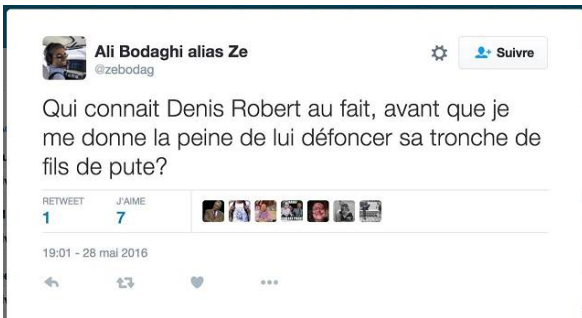 Ali Bodaghi alias Ze
@zebodag
Suivre
Qui connait Denis Robert au fait, avant que je
me donne la peine de lui défoncer sa tronche de
fils de pute?
RETWEET
J'AIME
1
7
19:01 - 28 mai 2016